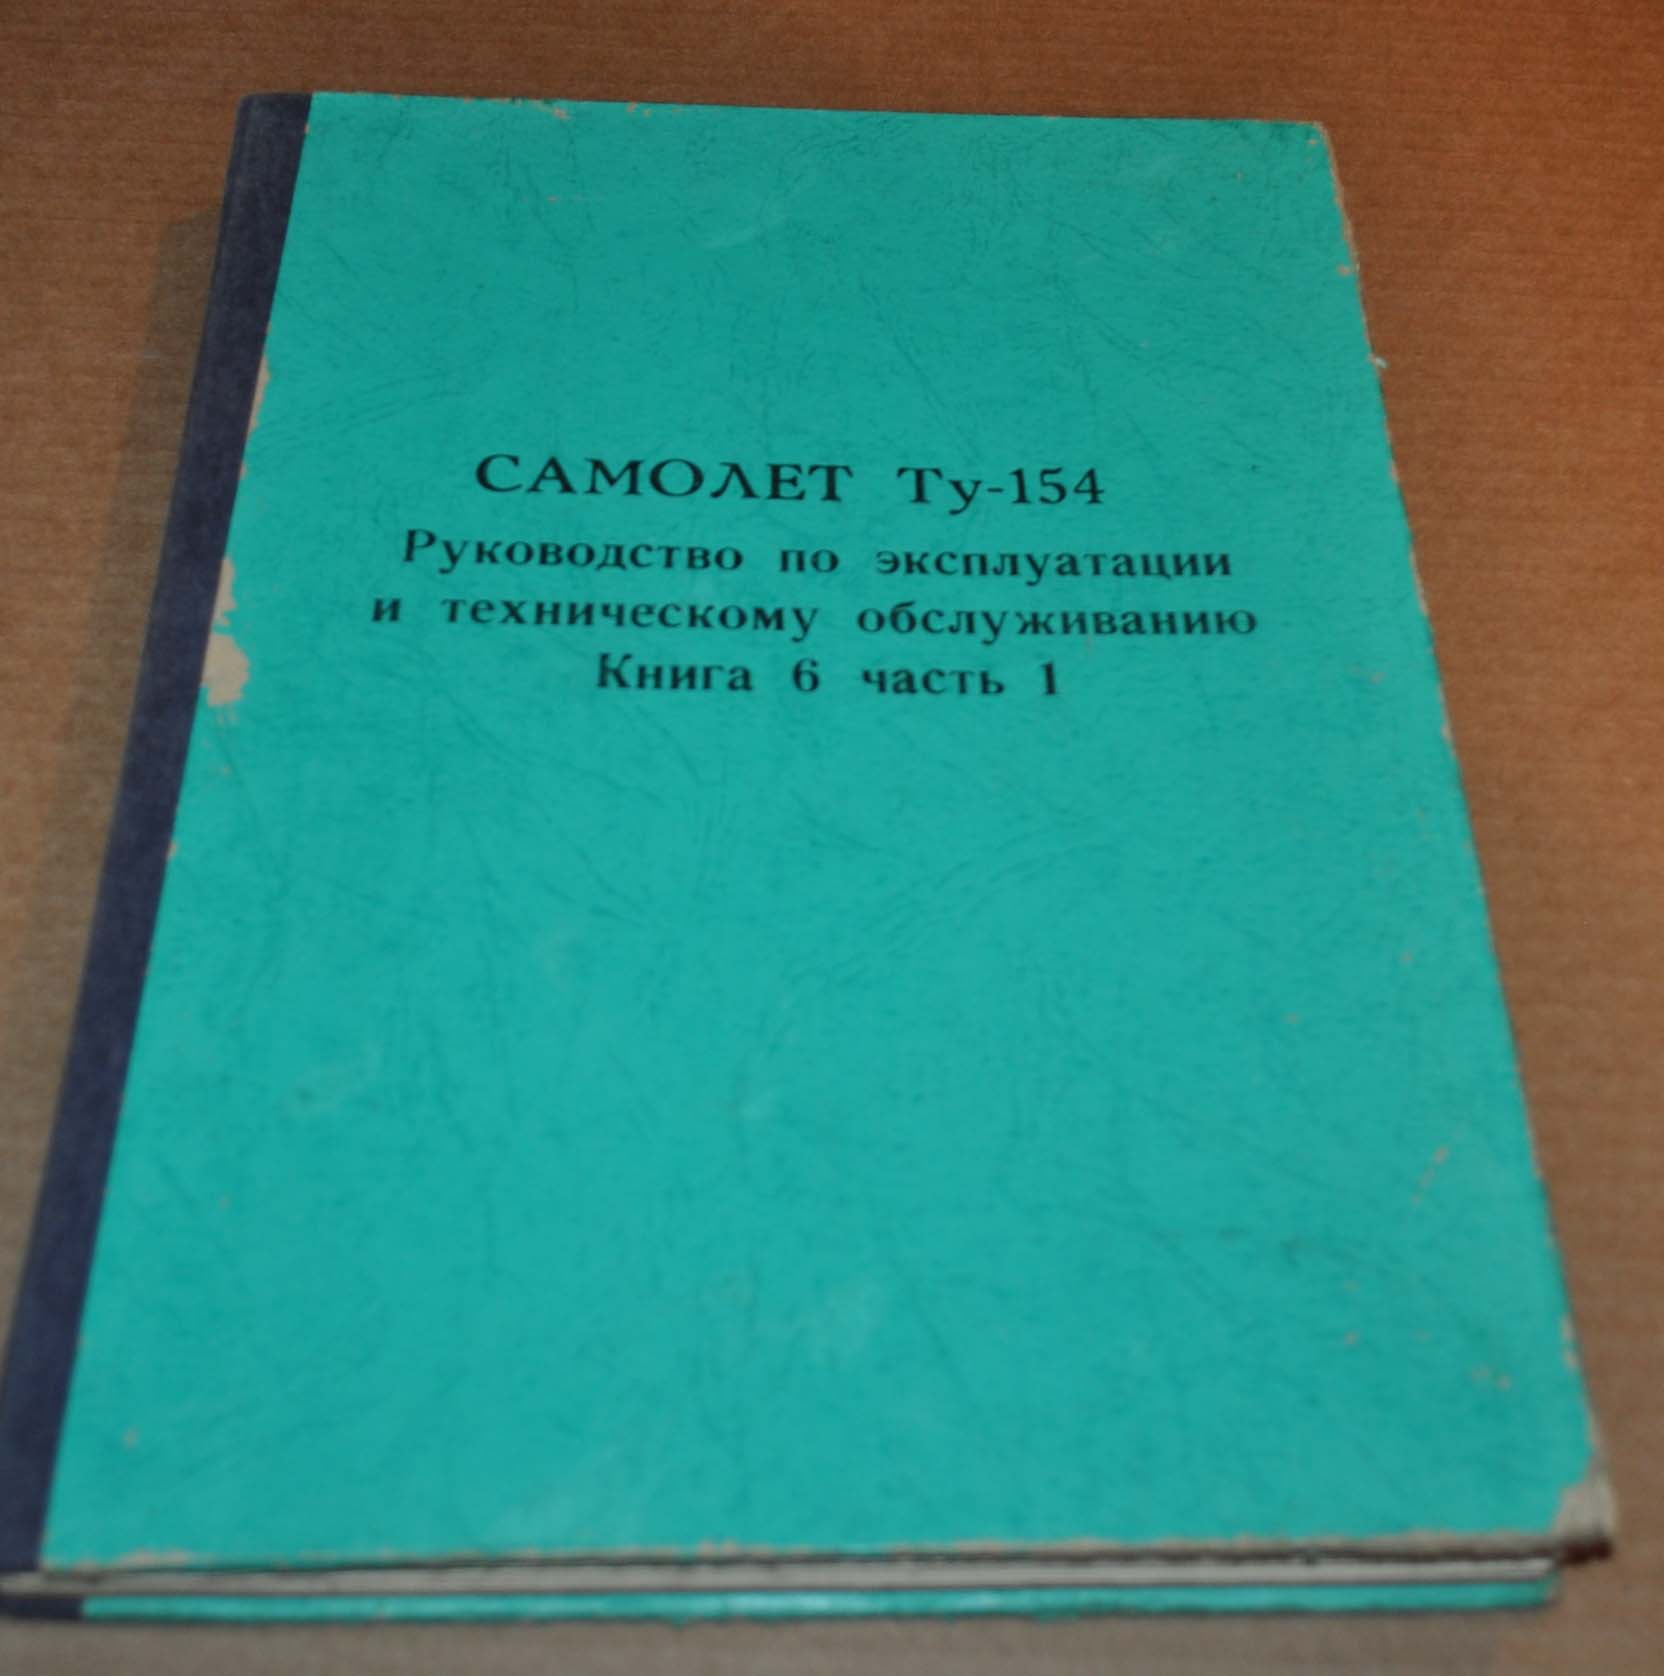 САМОЛЕТ Ту-154
Руководство по эксплуатации
и техническому обслуживанию
Книга 6 часть 1